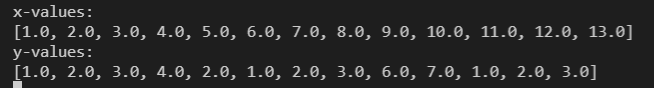 x-values:
[1.0, 2.0, 3.0, 4.0, 5.0, 6.0, 7.0, 8.0, 9.0, 10.0, 11.0, 12.0, 13.0]
y-values:
[1.0, 2.0, 3.0, 4.0, 2.0, 1.0, 2.0, 3.0, 6.0, 7.0, 1.0, 2.0, 3.0]